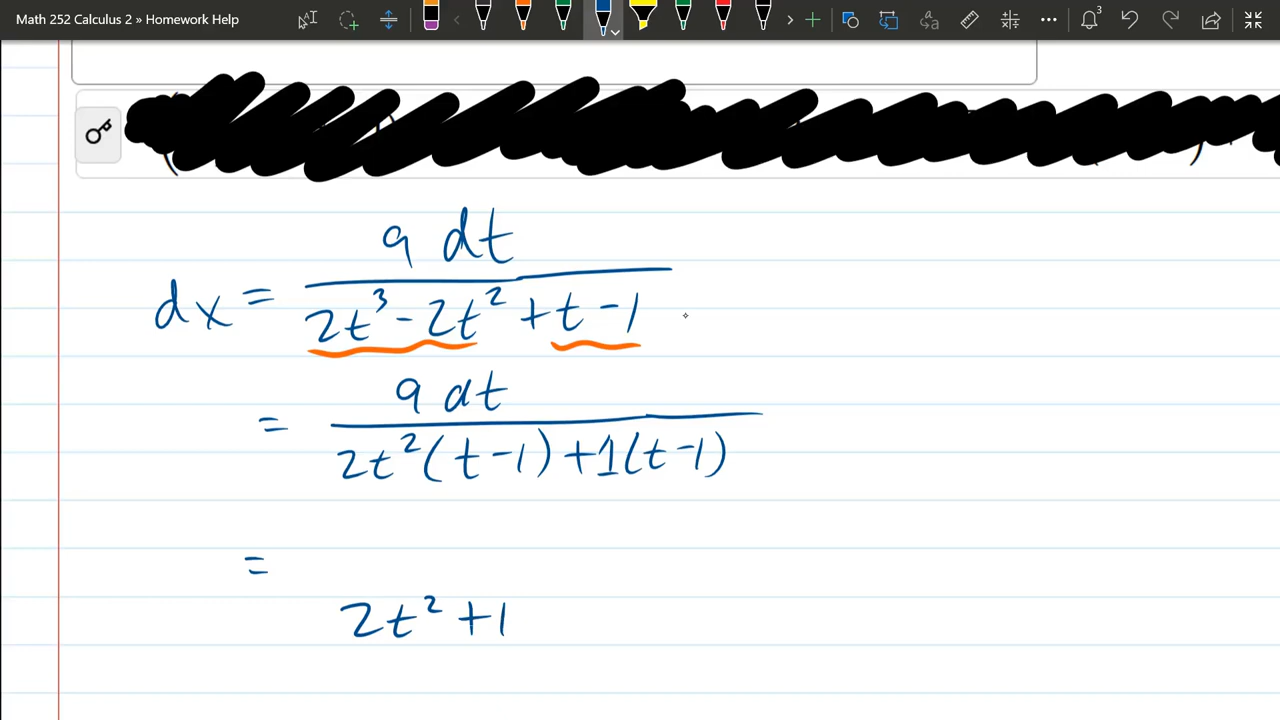 Math 252 Calculus 2 » Homework Help
3
9 dt
dx = ―――
2t³ - 2t² + t - 1
9 dt
= ―――
2t²(t-1) + 1(t-1)
=
2t² + 1